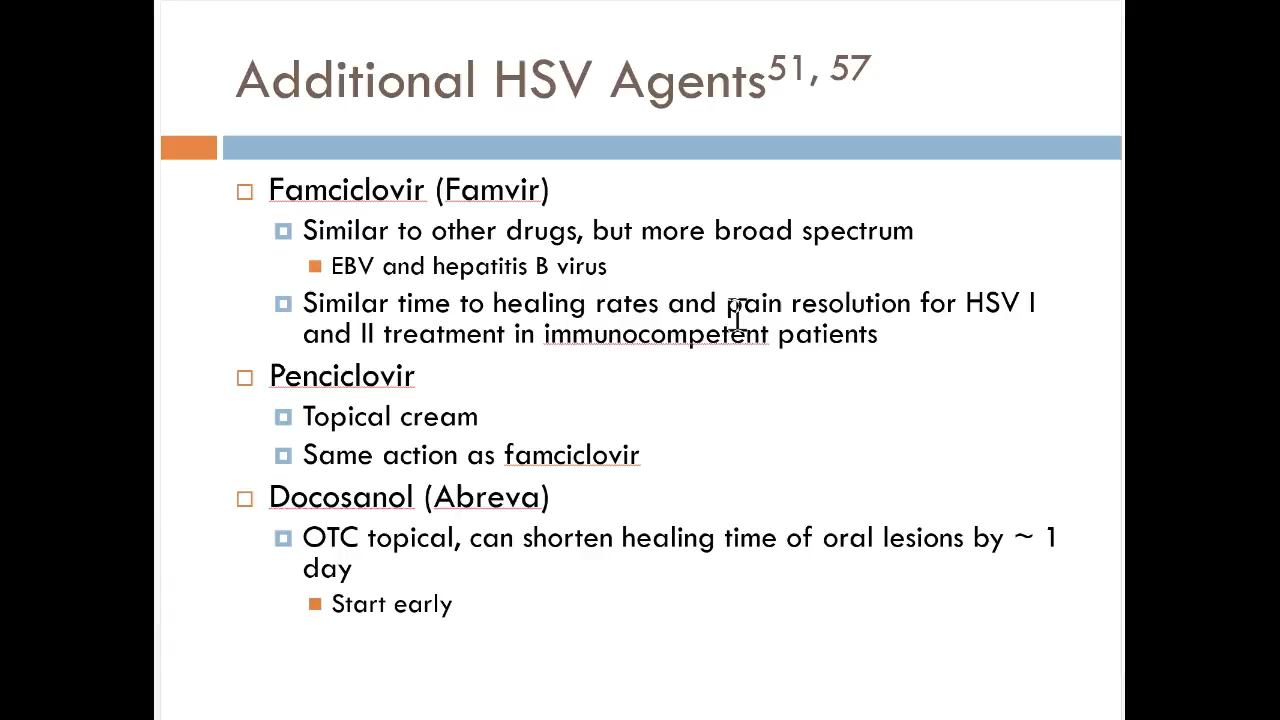 Additional HSV Agents51, 57
Famciclovir (Famvir)
Similar to other drugs, but more broad spectrum
EBV and hepatitis B virus
Similar time to healing rates and pain resolution for HSV I
and II treatment in immunocompetent patients
Penciclovir
Topical cream
Same action as famciclovir
Docosanol (Abreva)
OTC topical, can shorten healing time of oral lesions by ~ 1
day
Start early